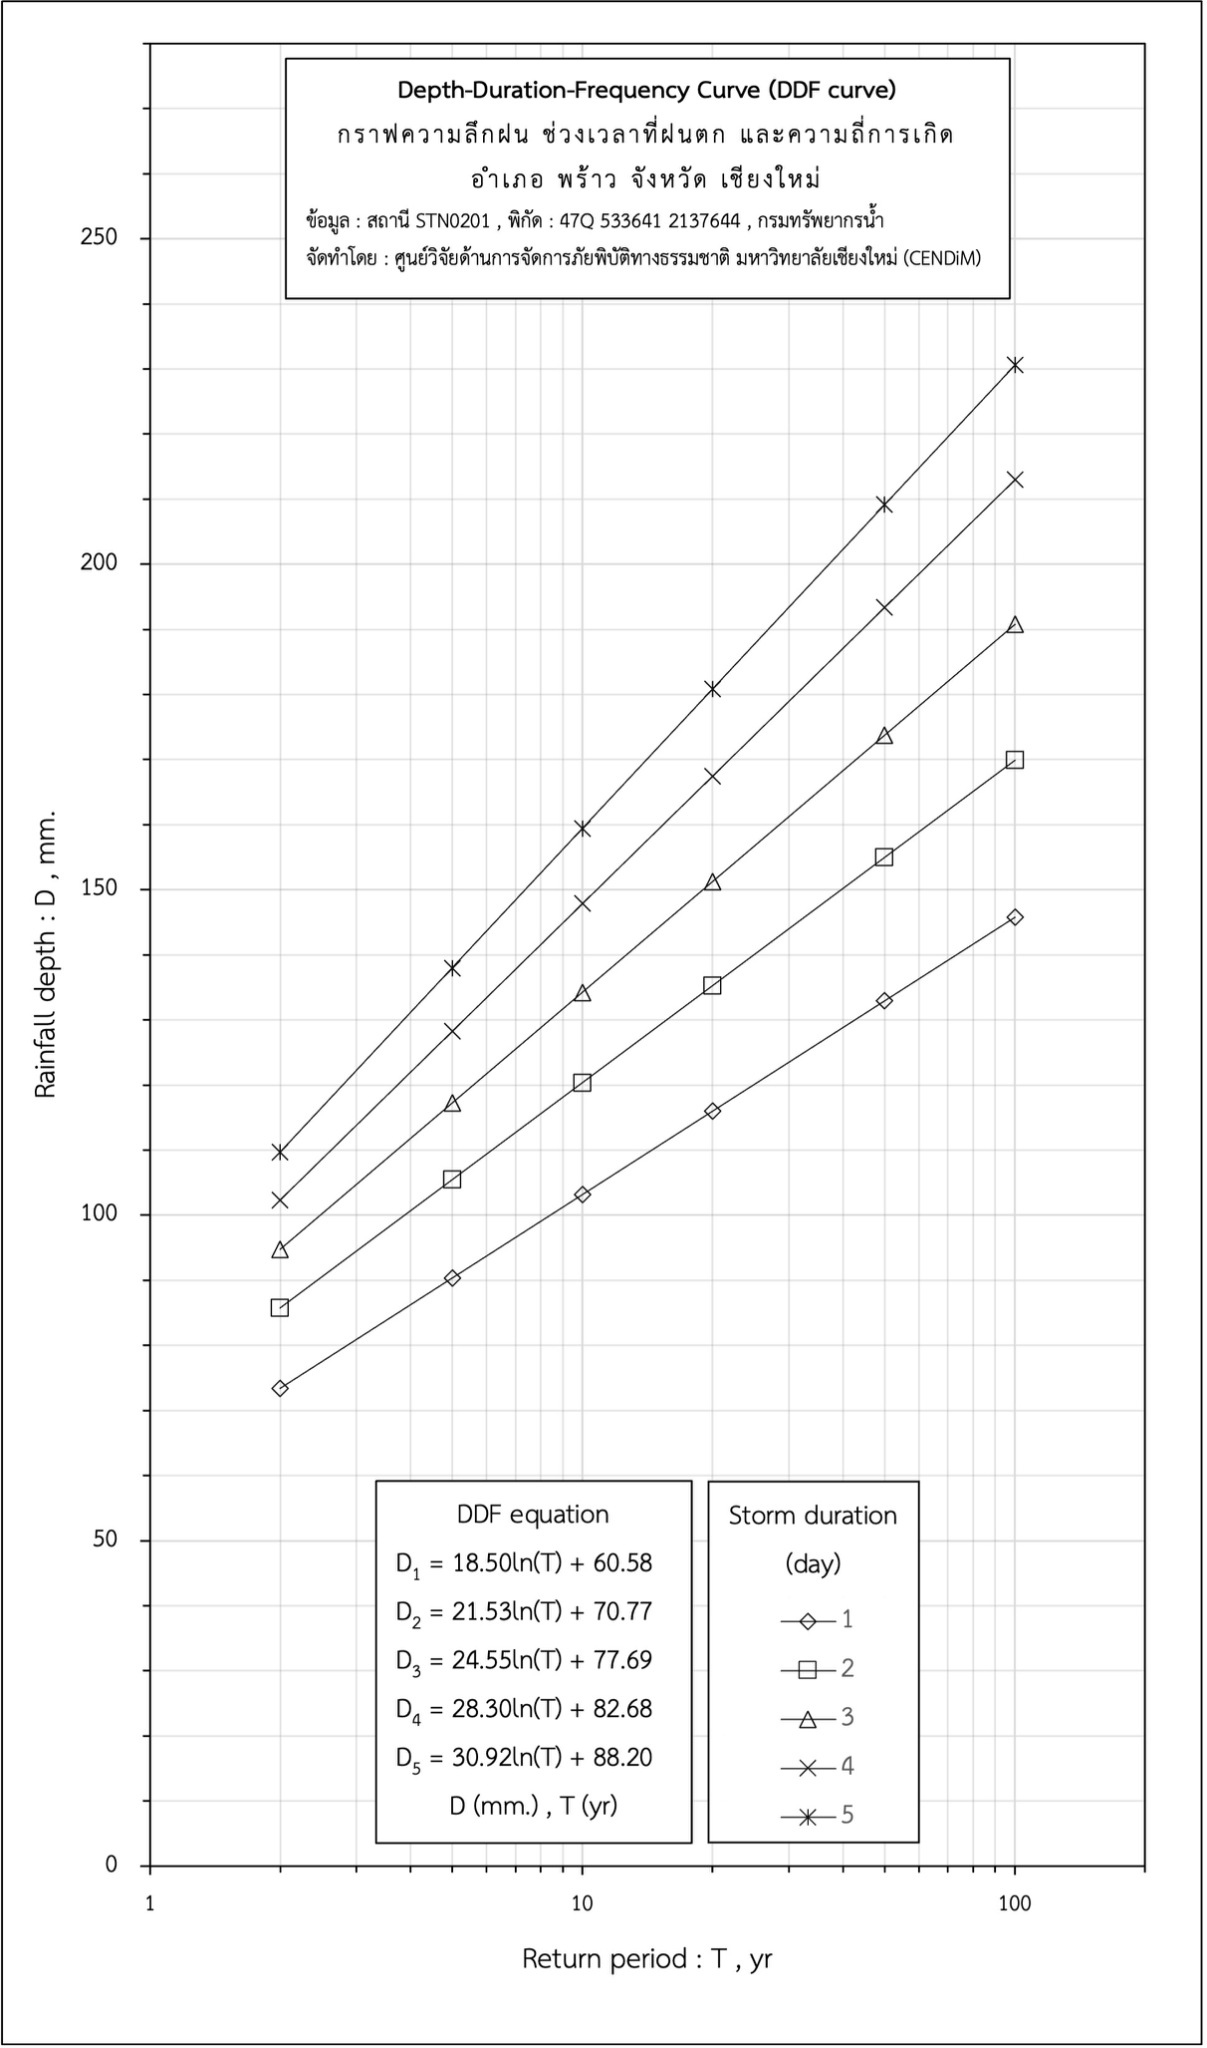 Depth-Duration-Frequency Curve (DDF curve)
กราฟความลึกฝน ช่วงเวลาที่ฝนตก และความถี่การเกิด
อำเภอ พร้าว จังหวัด เชียงใหม่
ข้อมูล : สถานี STN0201 , พิกัด : 47Q 533641 2137644 , กรมทรัพยากรน้ำ
จัดทำโดย : ศูนย์วิจัยด้านการจัดการภัยพิบัติทางธรรมชาติ มหาวิทยาลัยเชียงใหม่ (CENDiM)
250
200
150
100
50
0
Rainfall depth : D , mm.
DDF equation
D₁ = 18.50ln(T) + 60.58
D₂ = 21.53ln(T) + 70.77
D₃ = 24.55ln(T) + 77.69
D₄ = 28.30ln(T) + 82.68
D₅ = 30.92ln(T) + 88.20
D (mm.) , T (yr)
Storm duration
(day)
1
2
3
4
5
1
10
100
Return period : T , yr